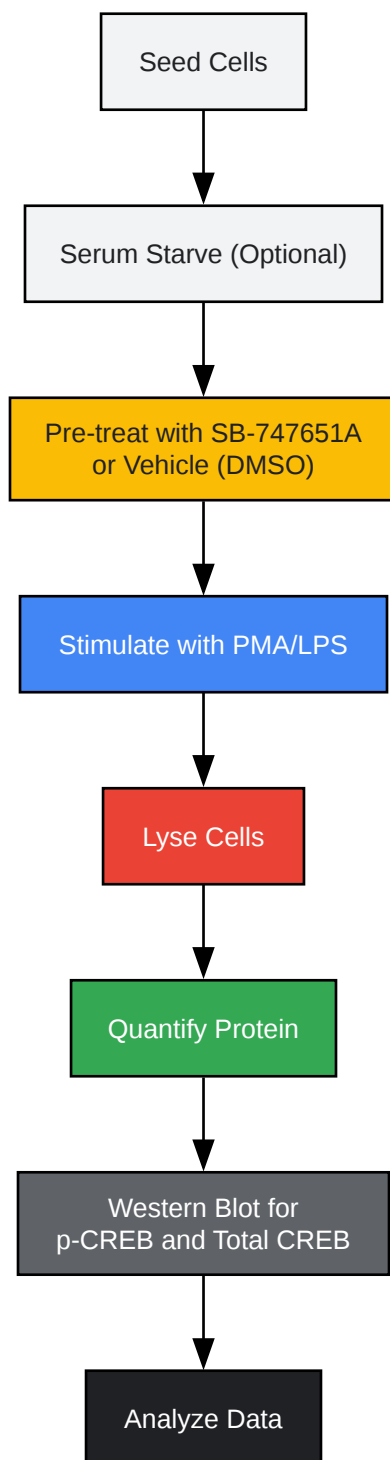 Seed Cells
Serum Starve (Optional)
Pre-treat with SB-747651A
or Vehicle (DMSO)
Stimulate with PMA/LPS
Lyse Cells
Quantify Protein
Western Blot for
p-CREB and Total CREB
Analyze Data